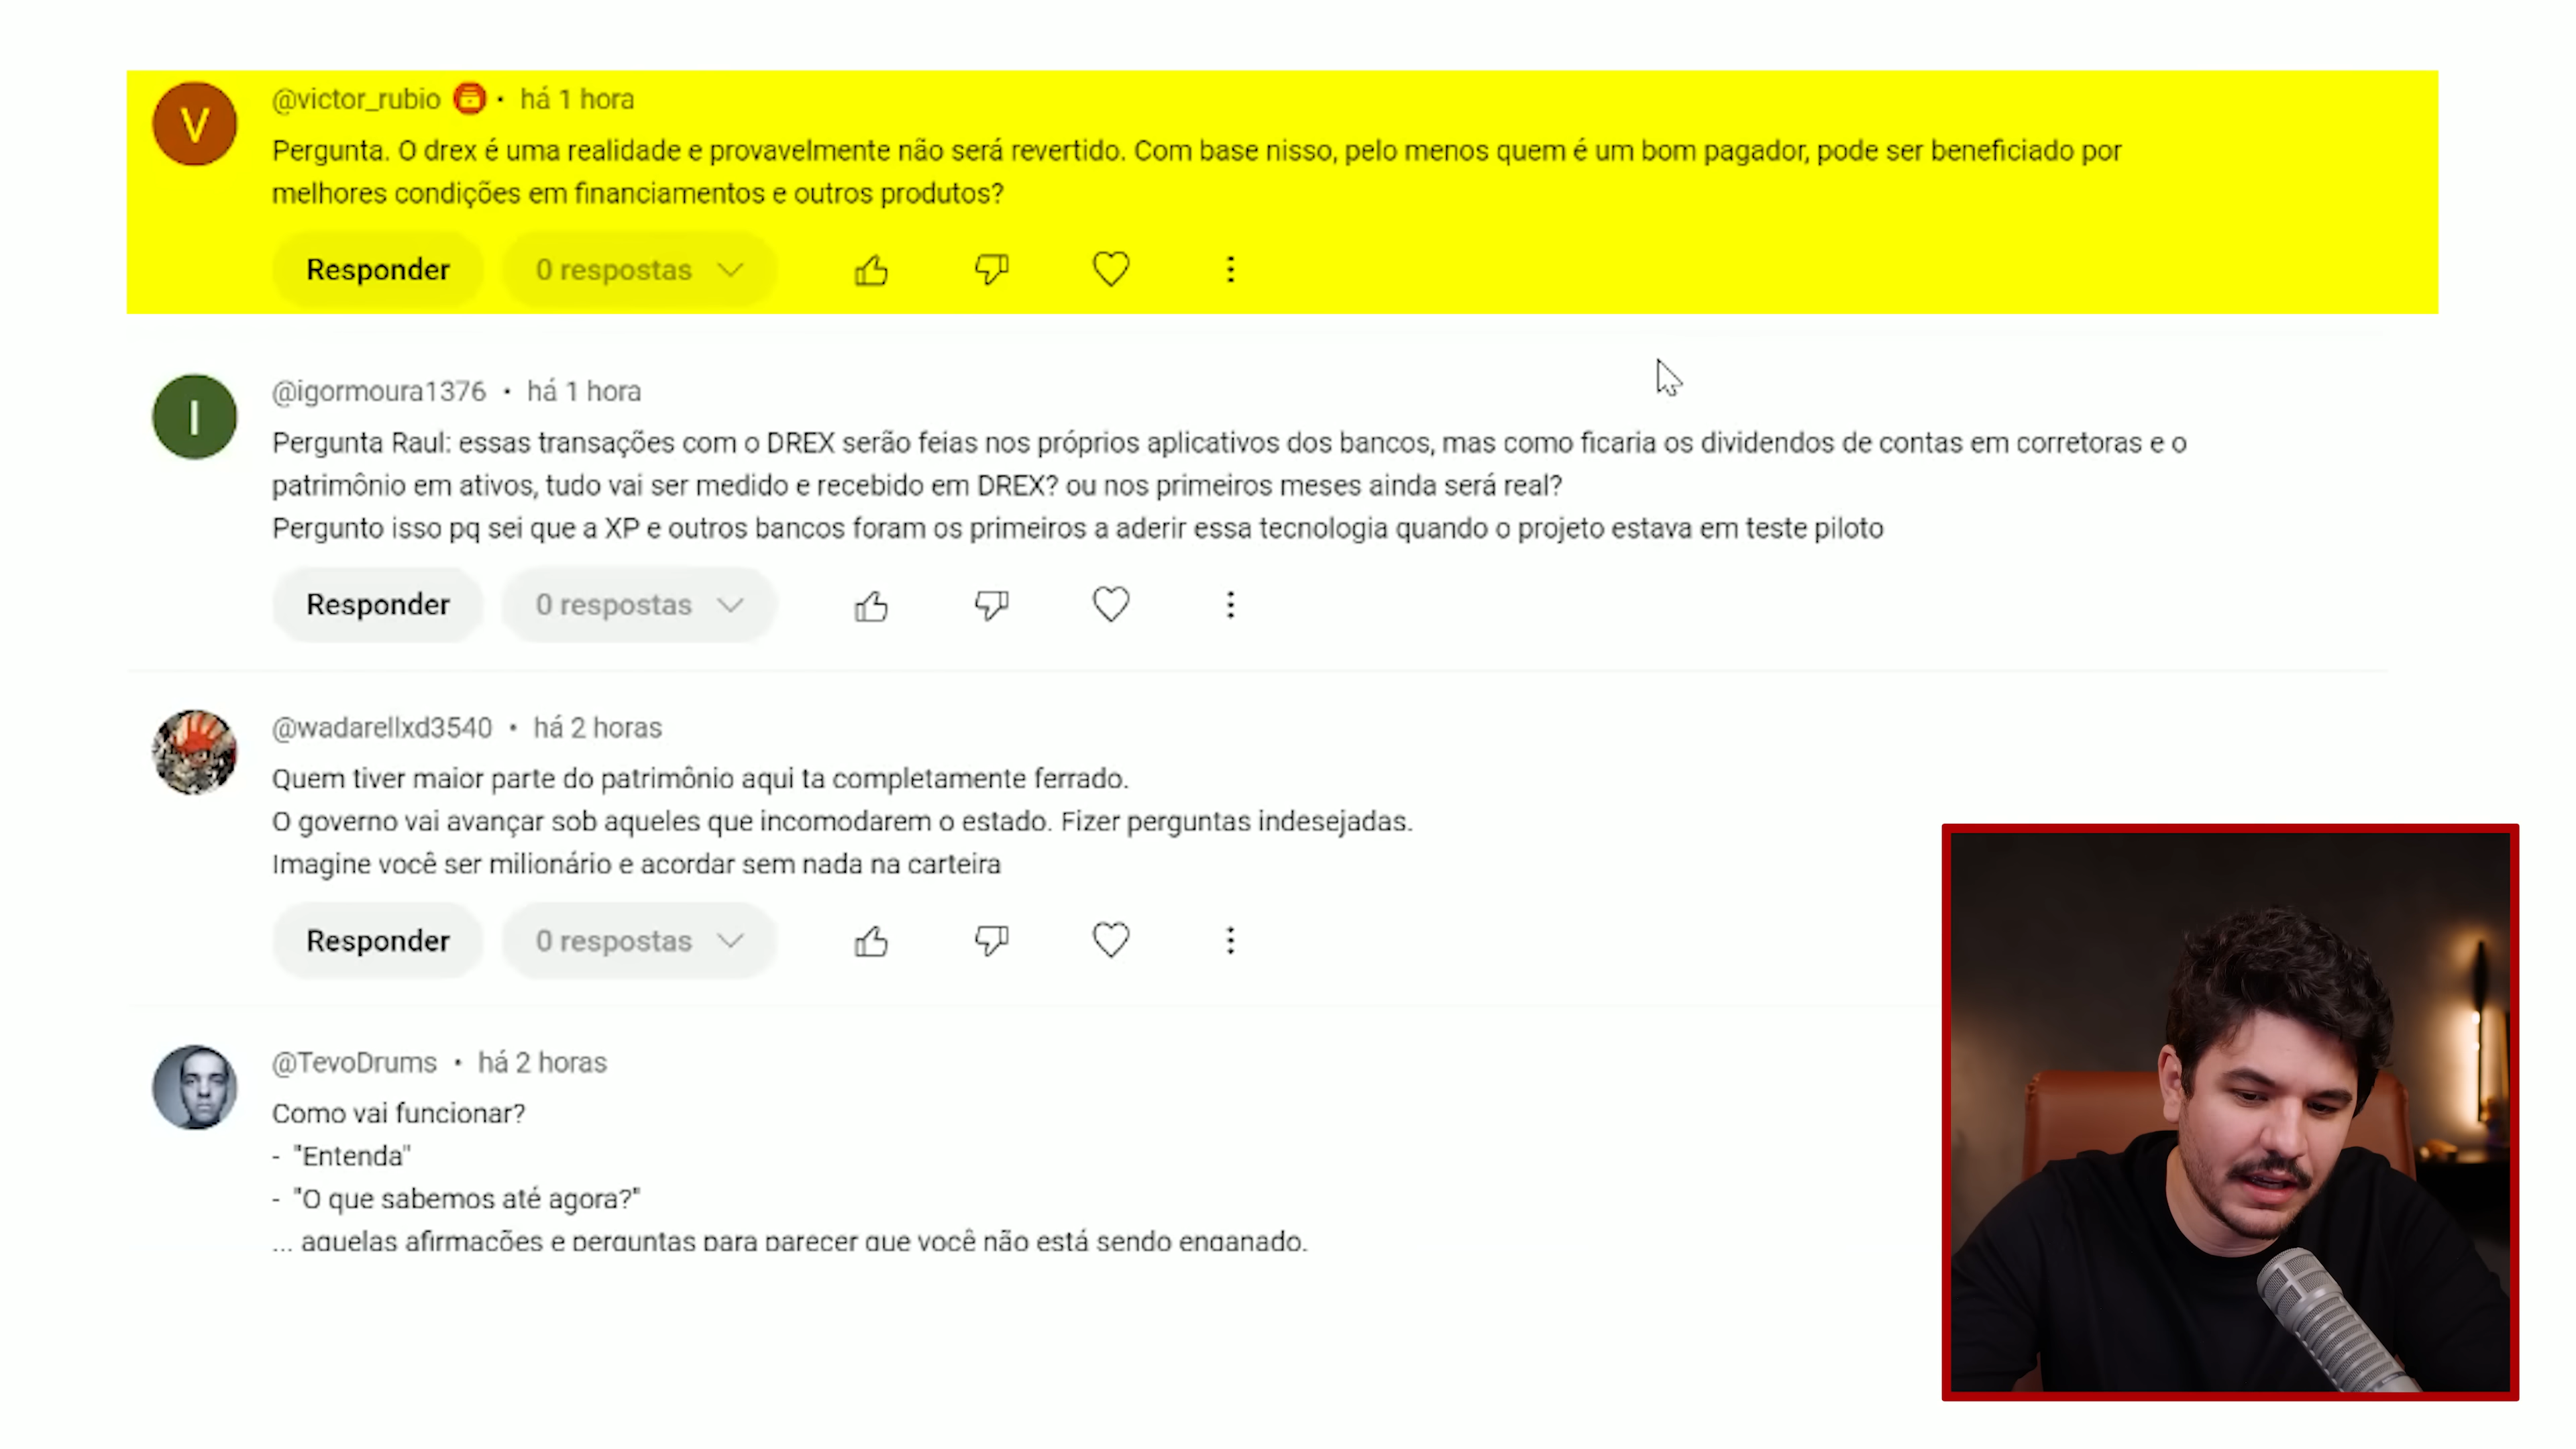 V
@victor_rubio • há 1 hora
Pergunta. O drex é uma realidade e provavelmente não será revertido. Com base nisso, pelo menos quem é um bom pagador, pode ser beneficiado por
melhores condições em financiamentos e outros produtos?
Responder 0 respostas
I
@igormoura1376 • há 1 hora
Pergunta Raul: essas transações com o DREX serão feias nos próprios aplicativos dos bancos, mas como ficaria os dividendos de contas em corretoras e o
patrimônio em ativos, tudo vai ser medido e recebido em DREX? ou nos primeiros meses ainda será real?
Pergunto isso pq sei que a XP e outros bancos foram os primeiros a aderir essa tecnologia quando o projeto estava em teste piloto
Responder 0 respostas
@wadarellxd3540 • há 2 horas
Quem tiver maior parte do patrimônio aqui ta completamente ferrado.
O governo vai avançar sob aqueles que incomodarem o estado. Fizer perguntas indesejadas.
Imagine você ser milionário e acordar sem nada na carteira
Responder 0 respostas
@TevoDrums • há 2 horas
Como vai funcionar?
- "Entenda"
- "O que sabemos até agora?"
... aquelas afirmações e perguntas para parecer que você não está sendo enganado.